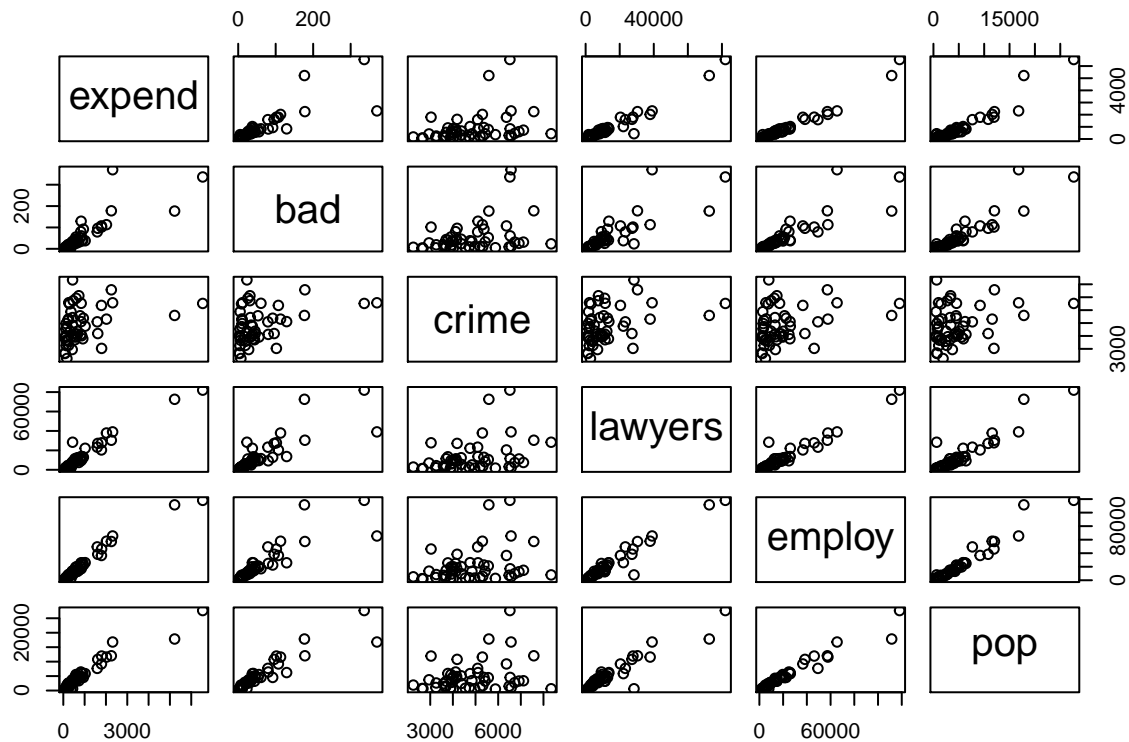 0 200 0 40000 0 15000
expend 0 4000
0 200 bad
crime 3000
0 60000 lawyers
employ 0 80000
0 20000 pop
0 3000 3000 6000 0 60000